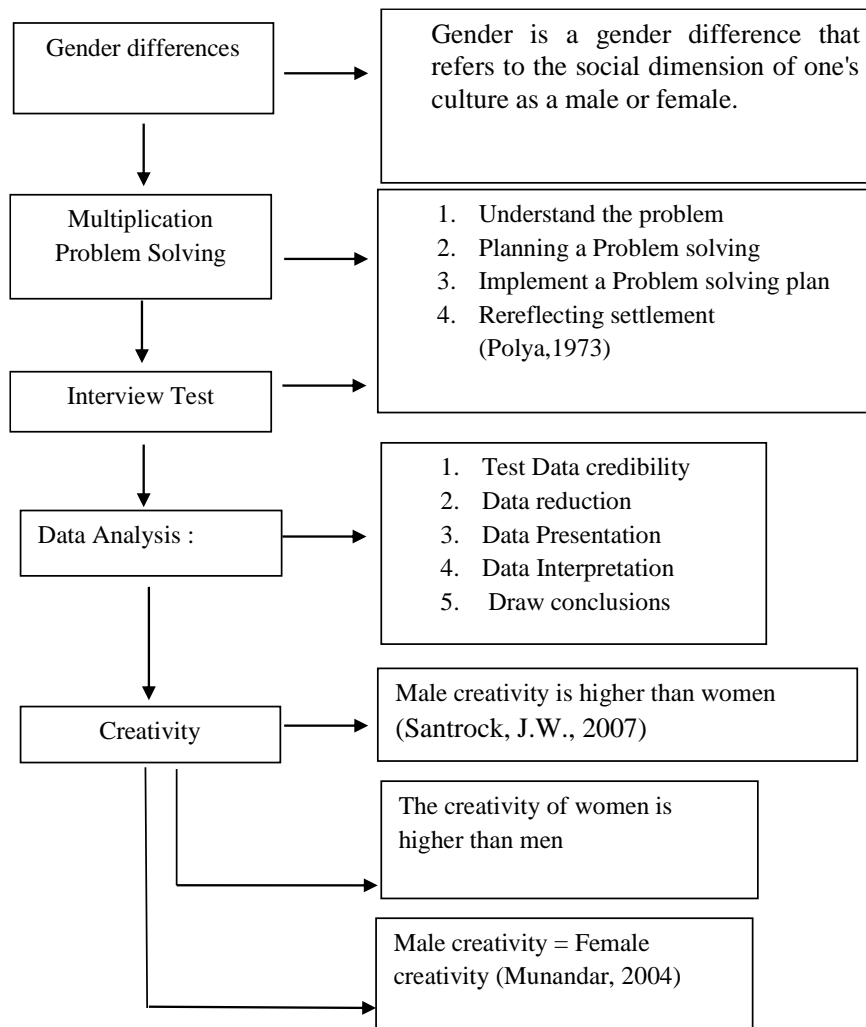 Gender differences
Gender is a gender difference that
refers to the social dimension of one's
culture as a male or female.
Multiplication
Problem Solving
1. Understand the problem
2. Planning a Problem solving
3. Implement a Problem solving plan
4. Rereflecting settlement
(Polya,1973)
Interview Test
Data Analysis :
1. Test Data credibility
2. Data reduction
3. Data Presentation
4. Data Interpretation
5. Draw conclusions
Creativity
Male creativity is higher than women
(Santrock, J.W., 2007)
The creativity of women is
higher than men
Male creativity = Female
creativity (Munandar, 2004)